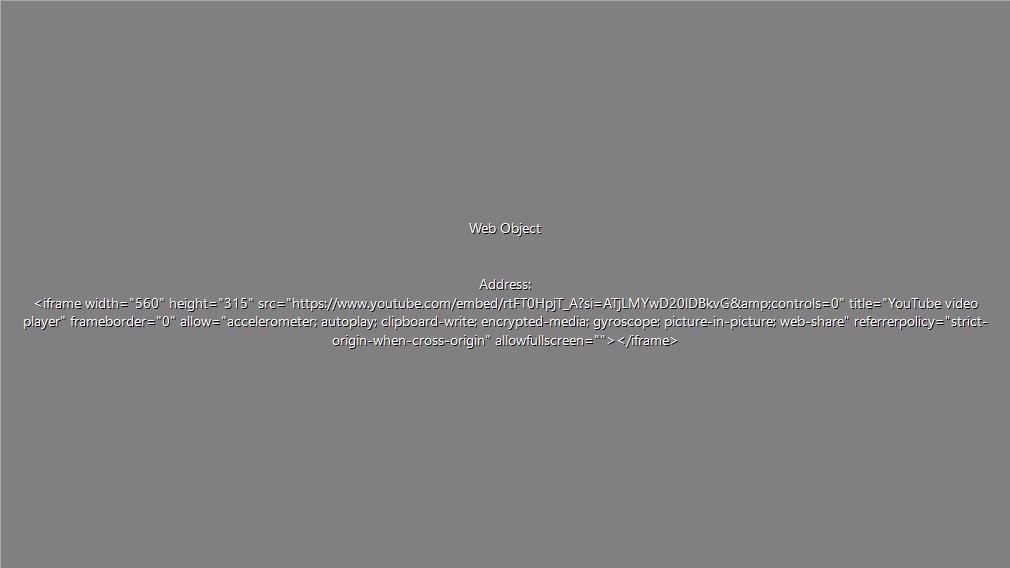 Web Object
Address:
<iframe width="560" height="315" src="https://www.youtube.com/embed/rtFT0HpjT_A?si=ATjLMYwD20lDBkvG&amp;controls=0" title="YouTube video
player" frameborder="0" allow="accelerometer; autoplay; clipboard-write; encrypted-media; gyroscope; picture-in-picture; web-share" referrerpolicy="strict-
origin-when-cross-origin" allowfullscreen=""></iframe>